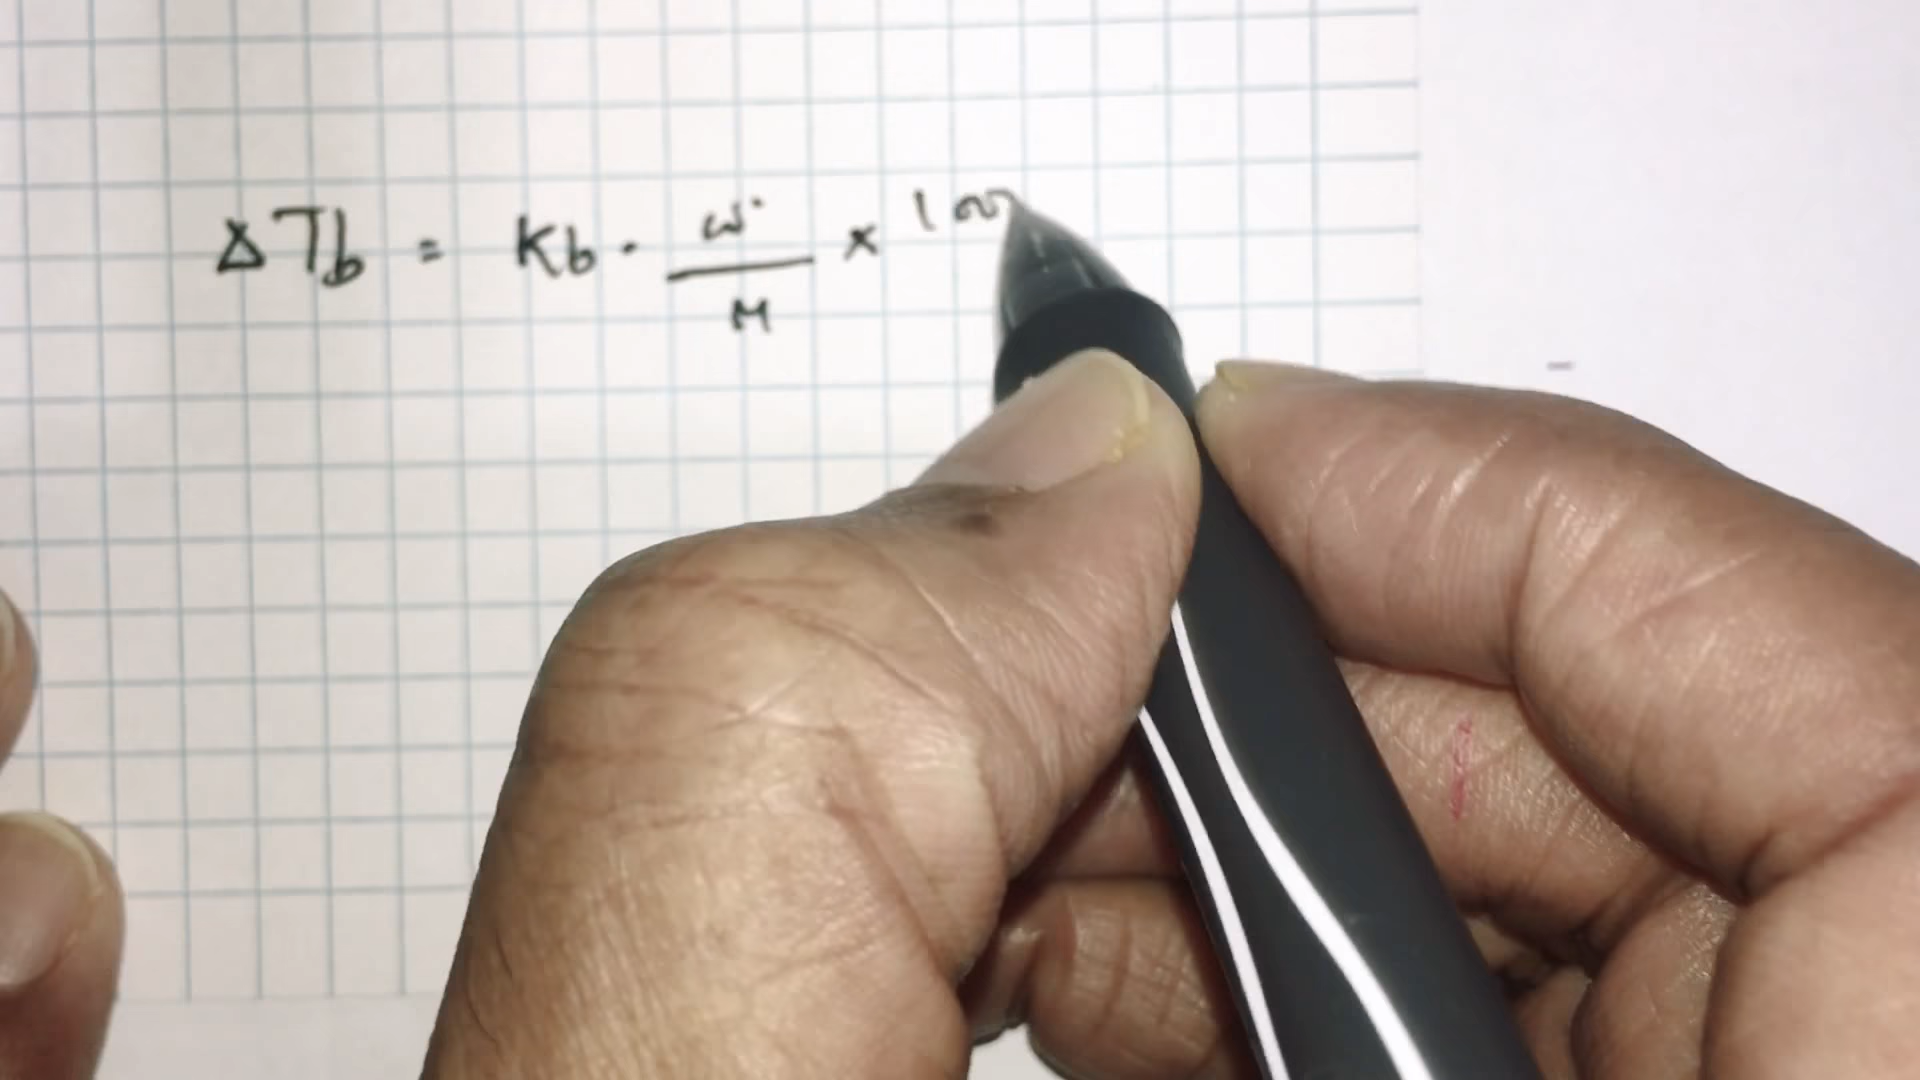 ΔTb = Kb · w/M × 100